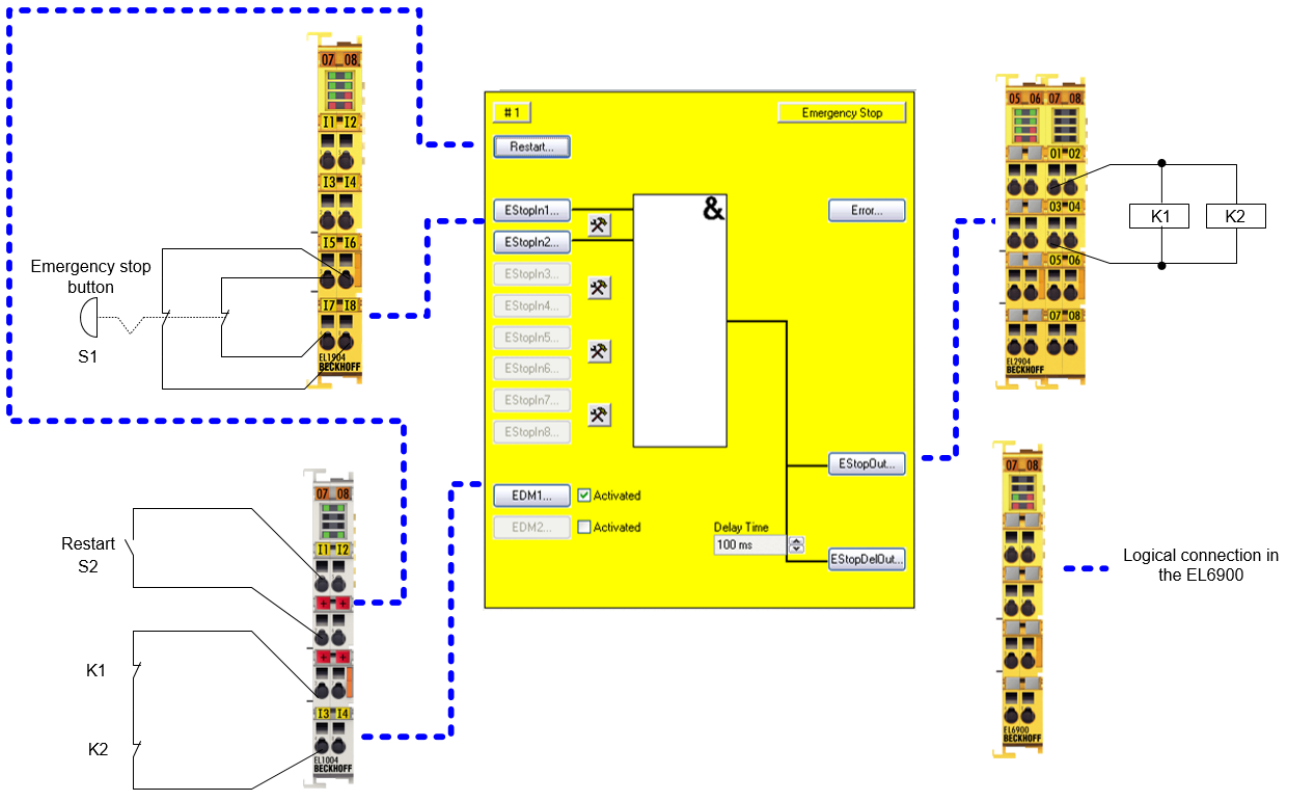 07 08
I1 I2
I3 I4
I5 I6
I7 I8
EL1904
BECKHOFF
Emergency stop
button
S1
# 1
Emergency Stop
Restart...
EStopIn1...
EStopIn2...
EStopIn3...
EStopIn4...
EStopIn5...
EStopIn6...
EStopIn7...
EStopIn8...
&
Error...
EDM1...
Activated
EDM2...
Activated
Delay Time
100 ms
EStopOut...
EStopDelOut...
05 06 07 08
01 02
03 04
05 06
07 08
EL2904
BECKHOFF
K1
K2
07 08
I1 I2
+ +
+ +
I3 I4
EL1004
BECKHOFF
Restart
S2
K1
K2
07 08
EL6900
BECKHOFF
Logical connection in
the EL6900